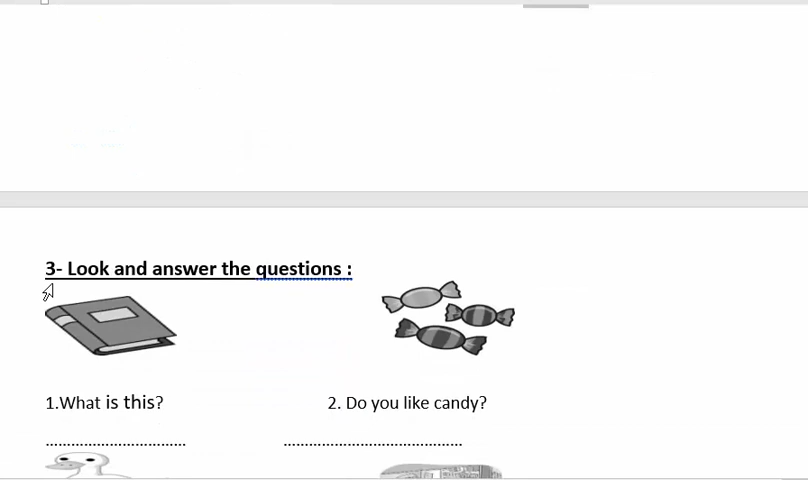 3- Look and answer the questions :
1.What is this?
2. Do you like candy?
................................
.........................................